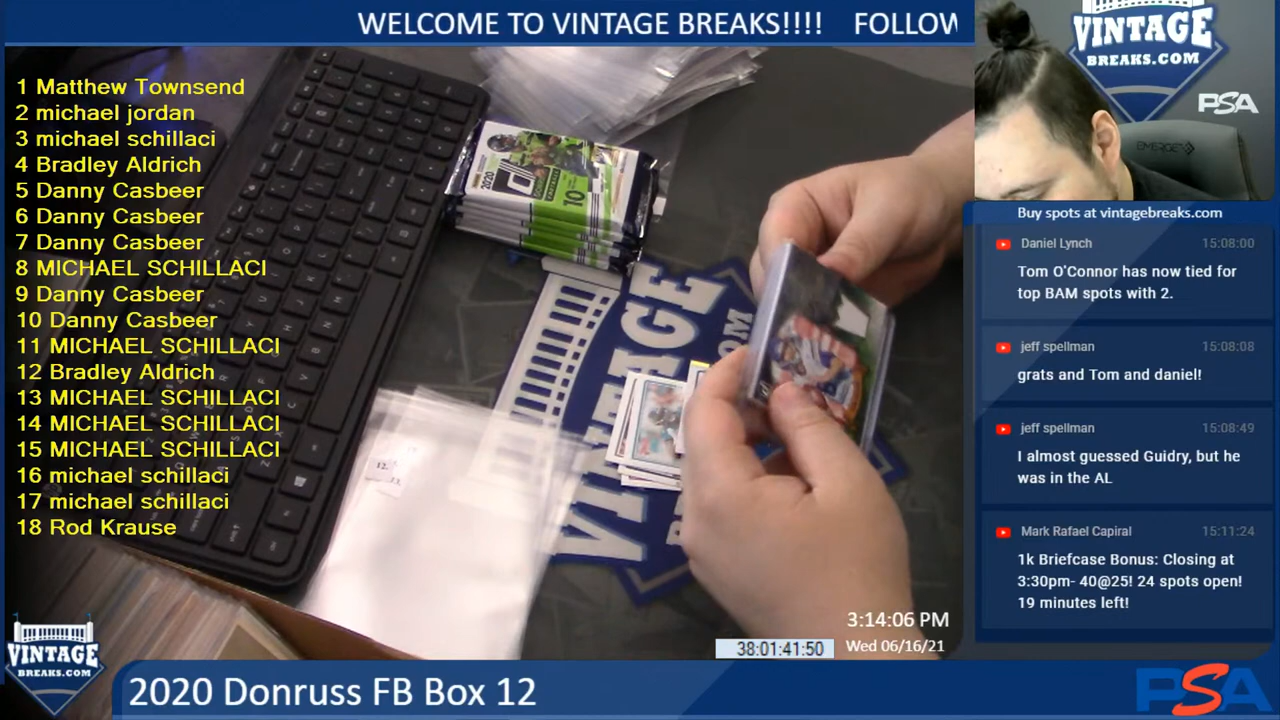 WELCOME TO VINTAGE BREAKS!!!! FOLLOW
1 Matthew Townsend
2 michael jordan
3 michael schillaci
4 Bradley Aldrich
5 Danny Casbeer
6 Danny Casbeer
7 Danny Casbeer
8 MICHAEL SCHILLACI
9 Danny Casbeer
10 Danny Casbeer
11 MICHAEL SCHILLACI
12 Bradley Aldrich
13 MICHAEL SCHILLACI
14 MICHAEL SCHILLACI
15 MICHAEL SCHILLACI
16 michael schillaci
17 michael schillaci
18 Rod Krause
2020
10
12.
13.
VINTAGE
COM
VINTAGE
BREAKS.COM
PSA
EMERGE
Buy spots at vintagebreaks.com
Daniel Lynch 15:08:00
Tom O'Connor has now tied for
top BAM spots with 2.
jeff spellman 15:08:08
grats and Tom and daniel!
jeff spellman 15:08:49
I almost guessed Guidry, but he
was in the AL
Mark Rafael Capiral 15:11:24
1k Briefcase Bonus: Closing at
3:30pm- 40@25! 24 spots open!
19 minutes left!
3:14:06 PM
38:01:41:50 Wed 06/16/21
VINTAGE
BREAKS.COM
2020 Donruss FB Box 12
PSA